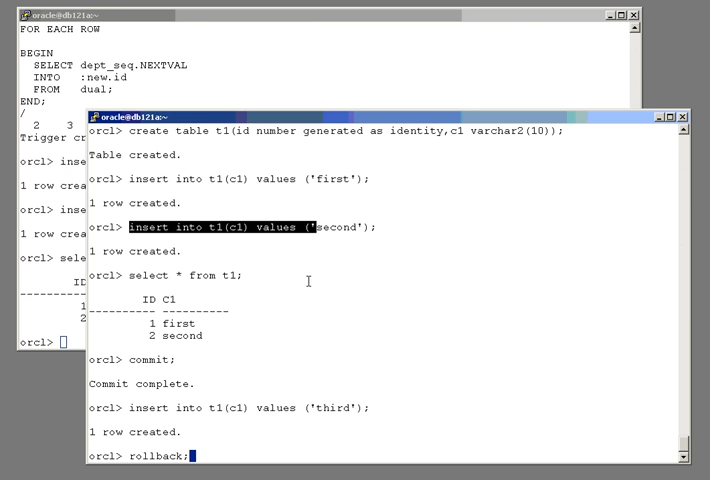 oracle@db121a:~
FOR EACH ROW
BEGIN
SELECT dept_seq.NEXTVAL
INTO :new.id
FROM dual;
END;
/
2 3
Trigger cr
orcl> inse
1 row crea
orcl> inse
1 row crea
orcl> sele
ID
----------
1
2
orcl>
oracle@db121a:~
orcl> create table t1(id number generated as identity,c1 varchar2(10));
Table created.
orcl> insert into t1(c1) values ('first');
1 row created.
orcl> insert into t1(c1) values ('second');
1 row created.
orcl> select * from t1;
ID C1
---------- ----------
1 first
2 second
orcl> commit;
Commit complete.
orcl> insert into t1(c1) values ('third');
1 row created.
orcl> rollback;